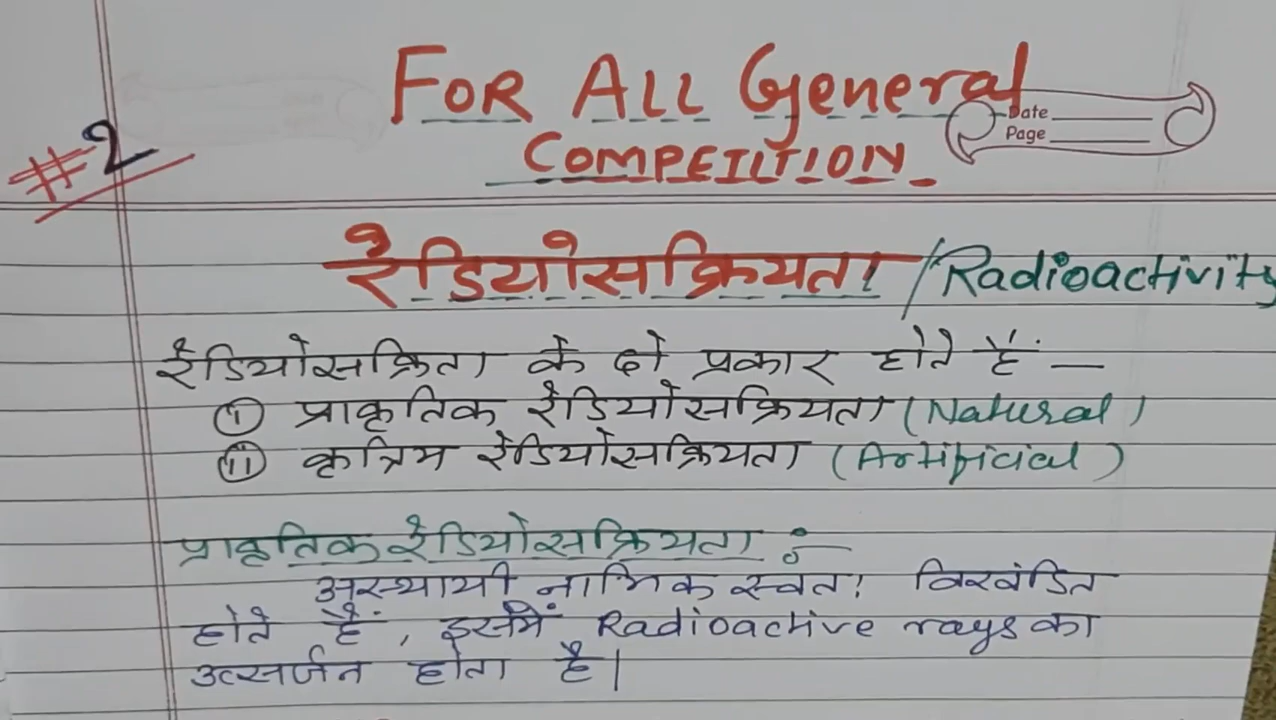 #2
FOR ALL General
COMPETITION
Date
Page
रेडियोसक्रियता / Radioactivity
रेडियोसक्रिता के दो प्रकार होते हैं –
(i) प्राकृतिक रेडियोसक्रियता (Natural)
(ii) कृत्रिम रेडियोसक्रियता (Artificial)
प्राकृतिक रेडियोसक्रियता :–
अस्थायी नाभिक स्वतः विखंडित
होते हैं, इसमें Radioactive rays का
उत्सर्जन होता है।